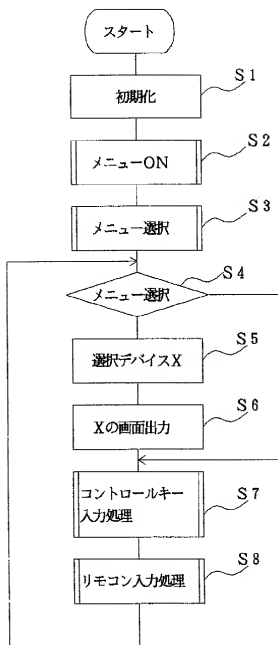 スタート
S1
初期化
S2
メニューON
S3
メニュー選択
S4
メニュー選択
S5
選択デバイスX
S6
Xの画面出力
S7
コントロールキー
入力処理
S8
リモコン入力処理